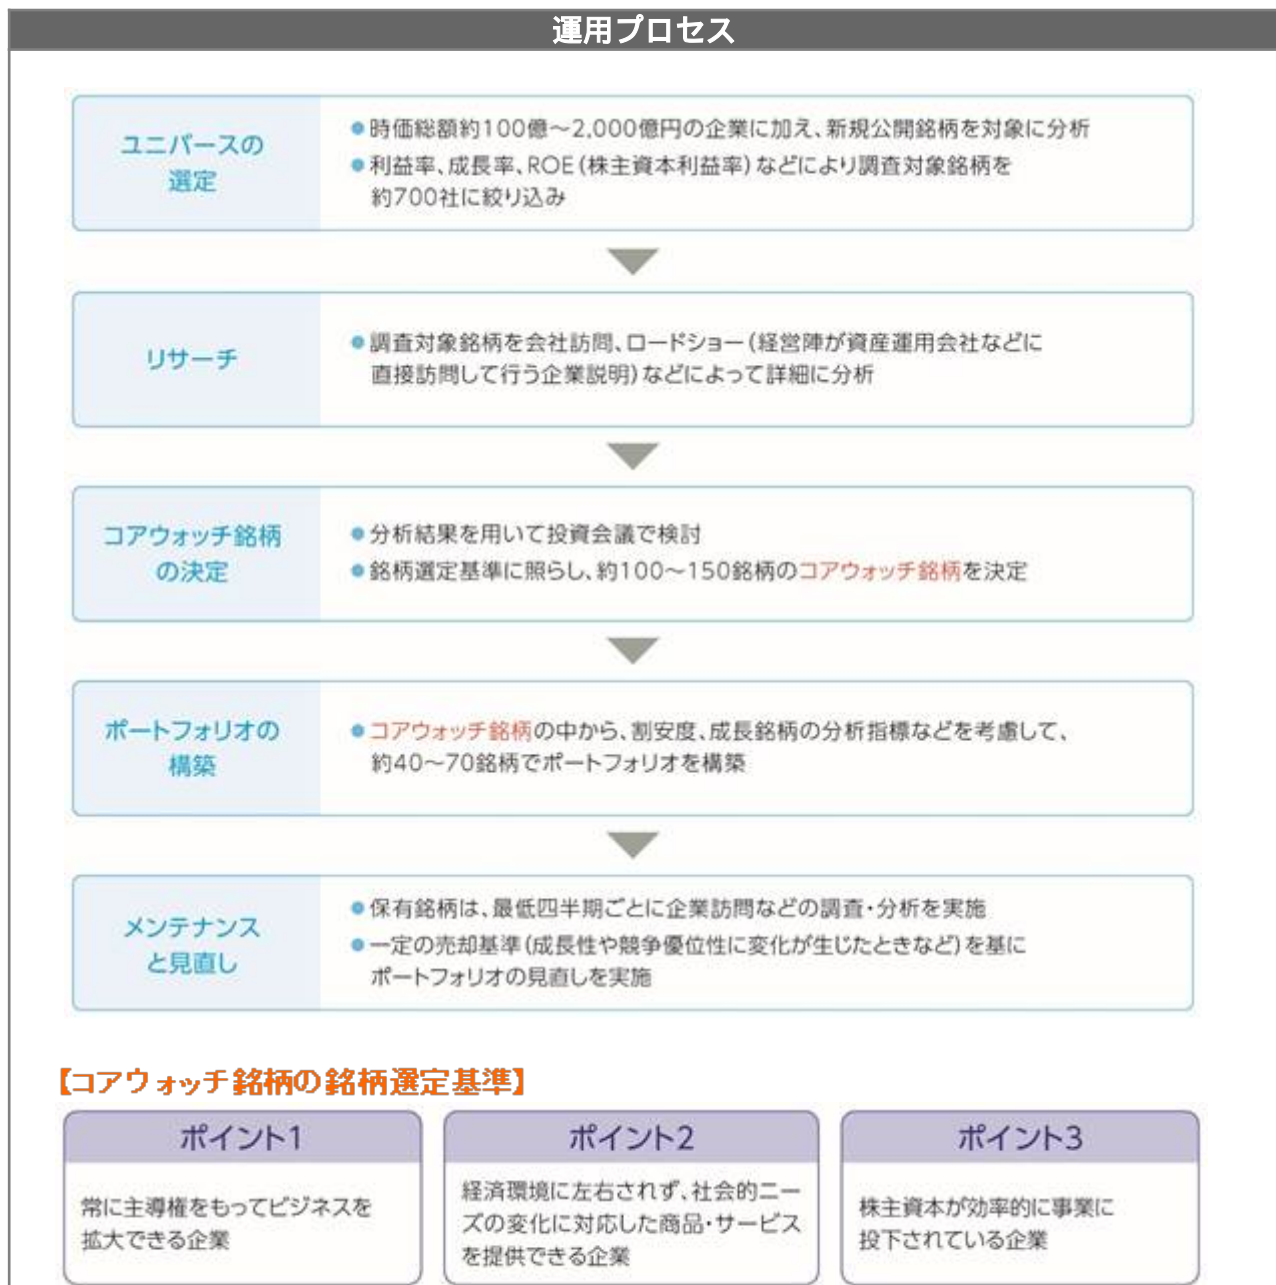 運用プロセス
ユニバースの
選定
●時価総額約100億～2,000億円の企業に加え、新規公開銘柄を対象に分析
●利益率、成長率、ROE(株主資本利益率)などにより調査対象銘柄を
約700社に絞り込み
リサーチ
●調査対象銘柄を会社訪問、ロードショー(経営陣が資産運用会社などに
直接訪問して行う企業説明)などによって詳細に分析
コアウォッチ銘柄
の決定
●分析結果を用いて投資会議で検討
●銘柄選定基準に照らし、約100～150銘柄のコアウォッチ銘柄を決定
ポートフォリオの
構築
●コアウォッチ銘柄の中から、割安度、成長銘柄の分析指標などを考慮して、
約40～70銘柄でポートフォリオを構築
メンテナンス
と見直し
●保有銘柄は、最低四半期ごとに企業訪問などの調査・分析を実施
●一定の売却基準(成長性や競争優位性に変化が生じたときなど)を基に
ポートフォリオの見直しを実施
【コアウォッチ銘柄の銘柄選定基準】
ポイント1
常に主導権をもってビジネスを
拡大できる企業
ポイント2
経済環境に左右されず、社会的ニー
ズの変化に対応した商品・サービス
を提供できる企業
ポイント3
株主資本が効率的に事業に
投下されている企業